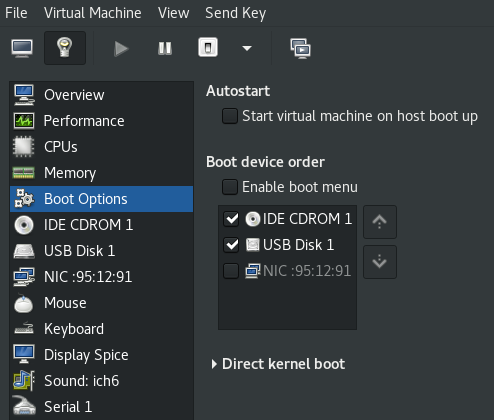 File Virtual Machine View Send Key
Overview
Performance
CPUs
Memory
Boot Options
IDE CDROM 1
USB Disk 1
NIC :95:12:91
Mouse
Keyboard
Display Spice
Sound: ich6
Serial 1
Autostart
Start virtual machine on host boot up
Boot device order
Enable boot menu
IDE CDROM 1
USB Disk 1
NIC :95:12:91
Direct kernel boot